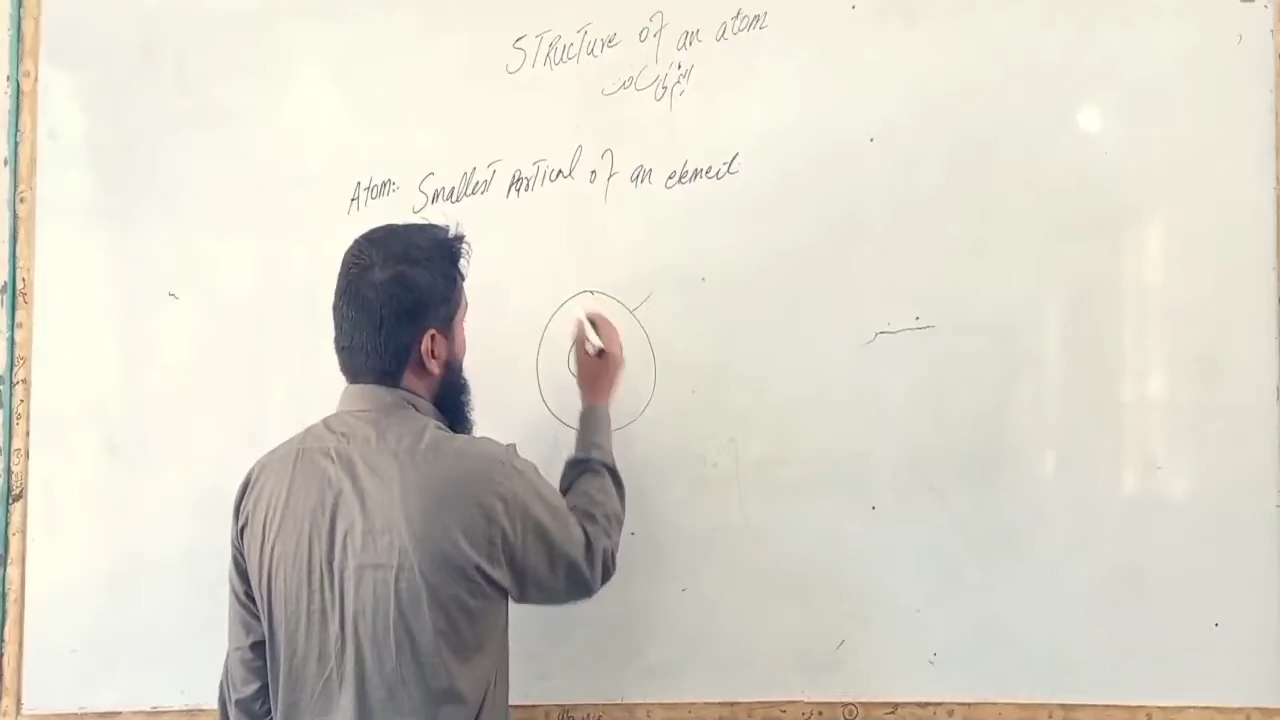 Structure of an atom
ایٹم کی ساخت
Atom:- Smallest Partical of an element